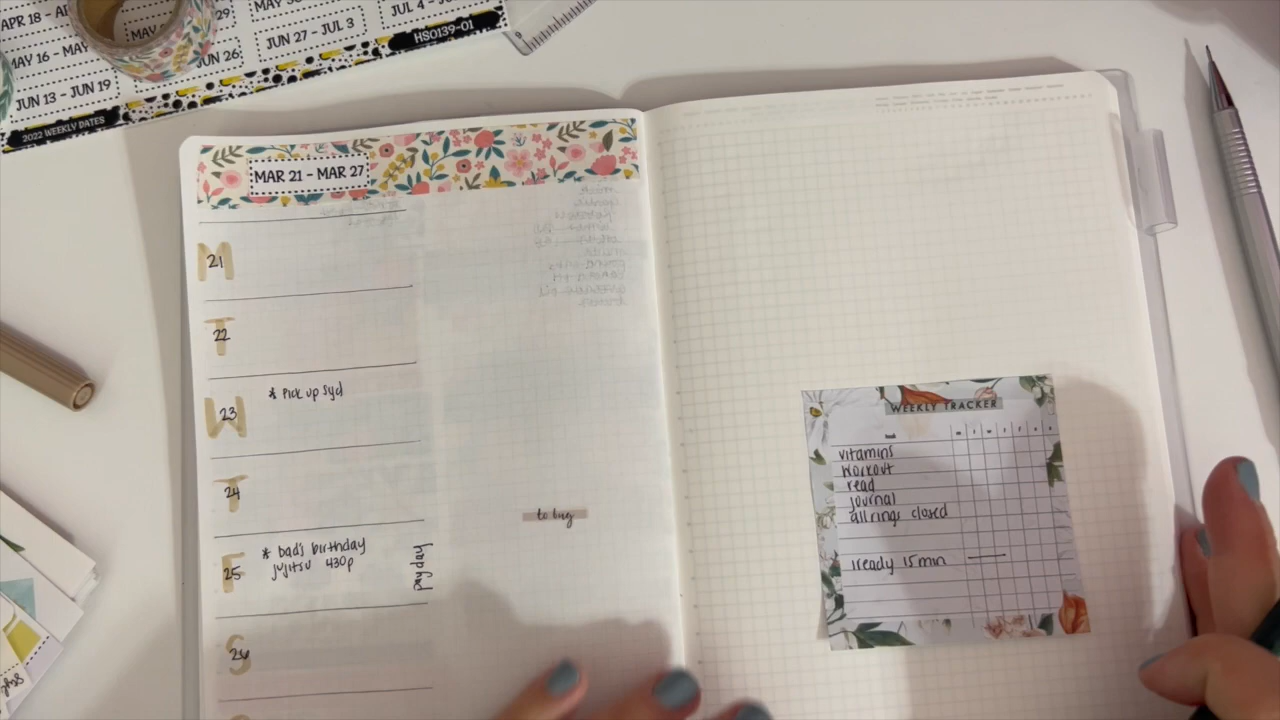 APR 18 - AP
29
JUL 4 - J
MAY 16 - MAY
JUN 27 - JUL 3
HS0139-01
JUN 13 - JUN 19
JUN 26
2022 WEEKLY DATES
MAR 21 - MAR 27
M 21
T 22
W 23
* pick up syd
T 24
F 25
* Dad's birthday
jujitsu 430p
payday
S 26
to buy
WEEKLY TRACKER
vitamins
workout
read
journal
all rings closed
iready 15 min